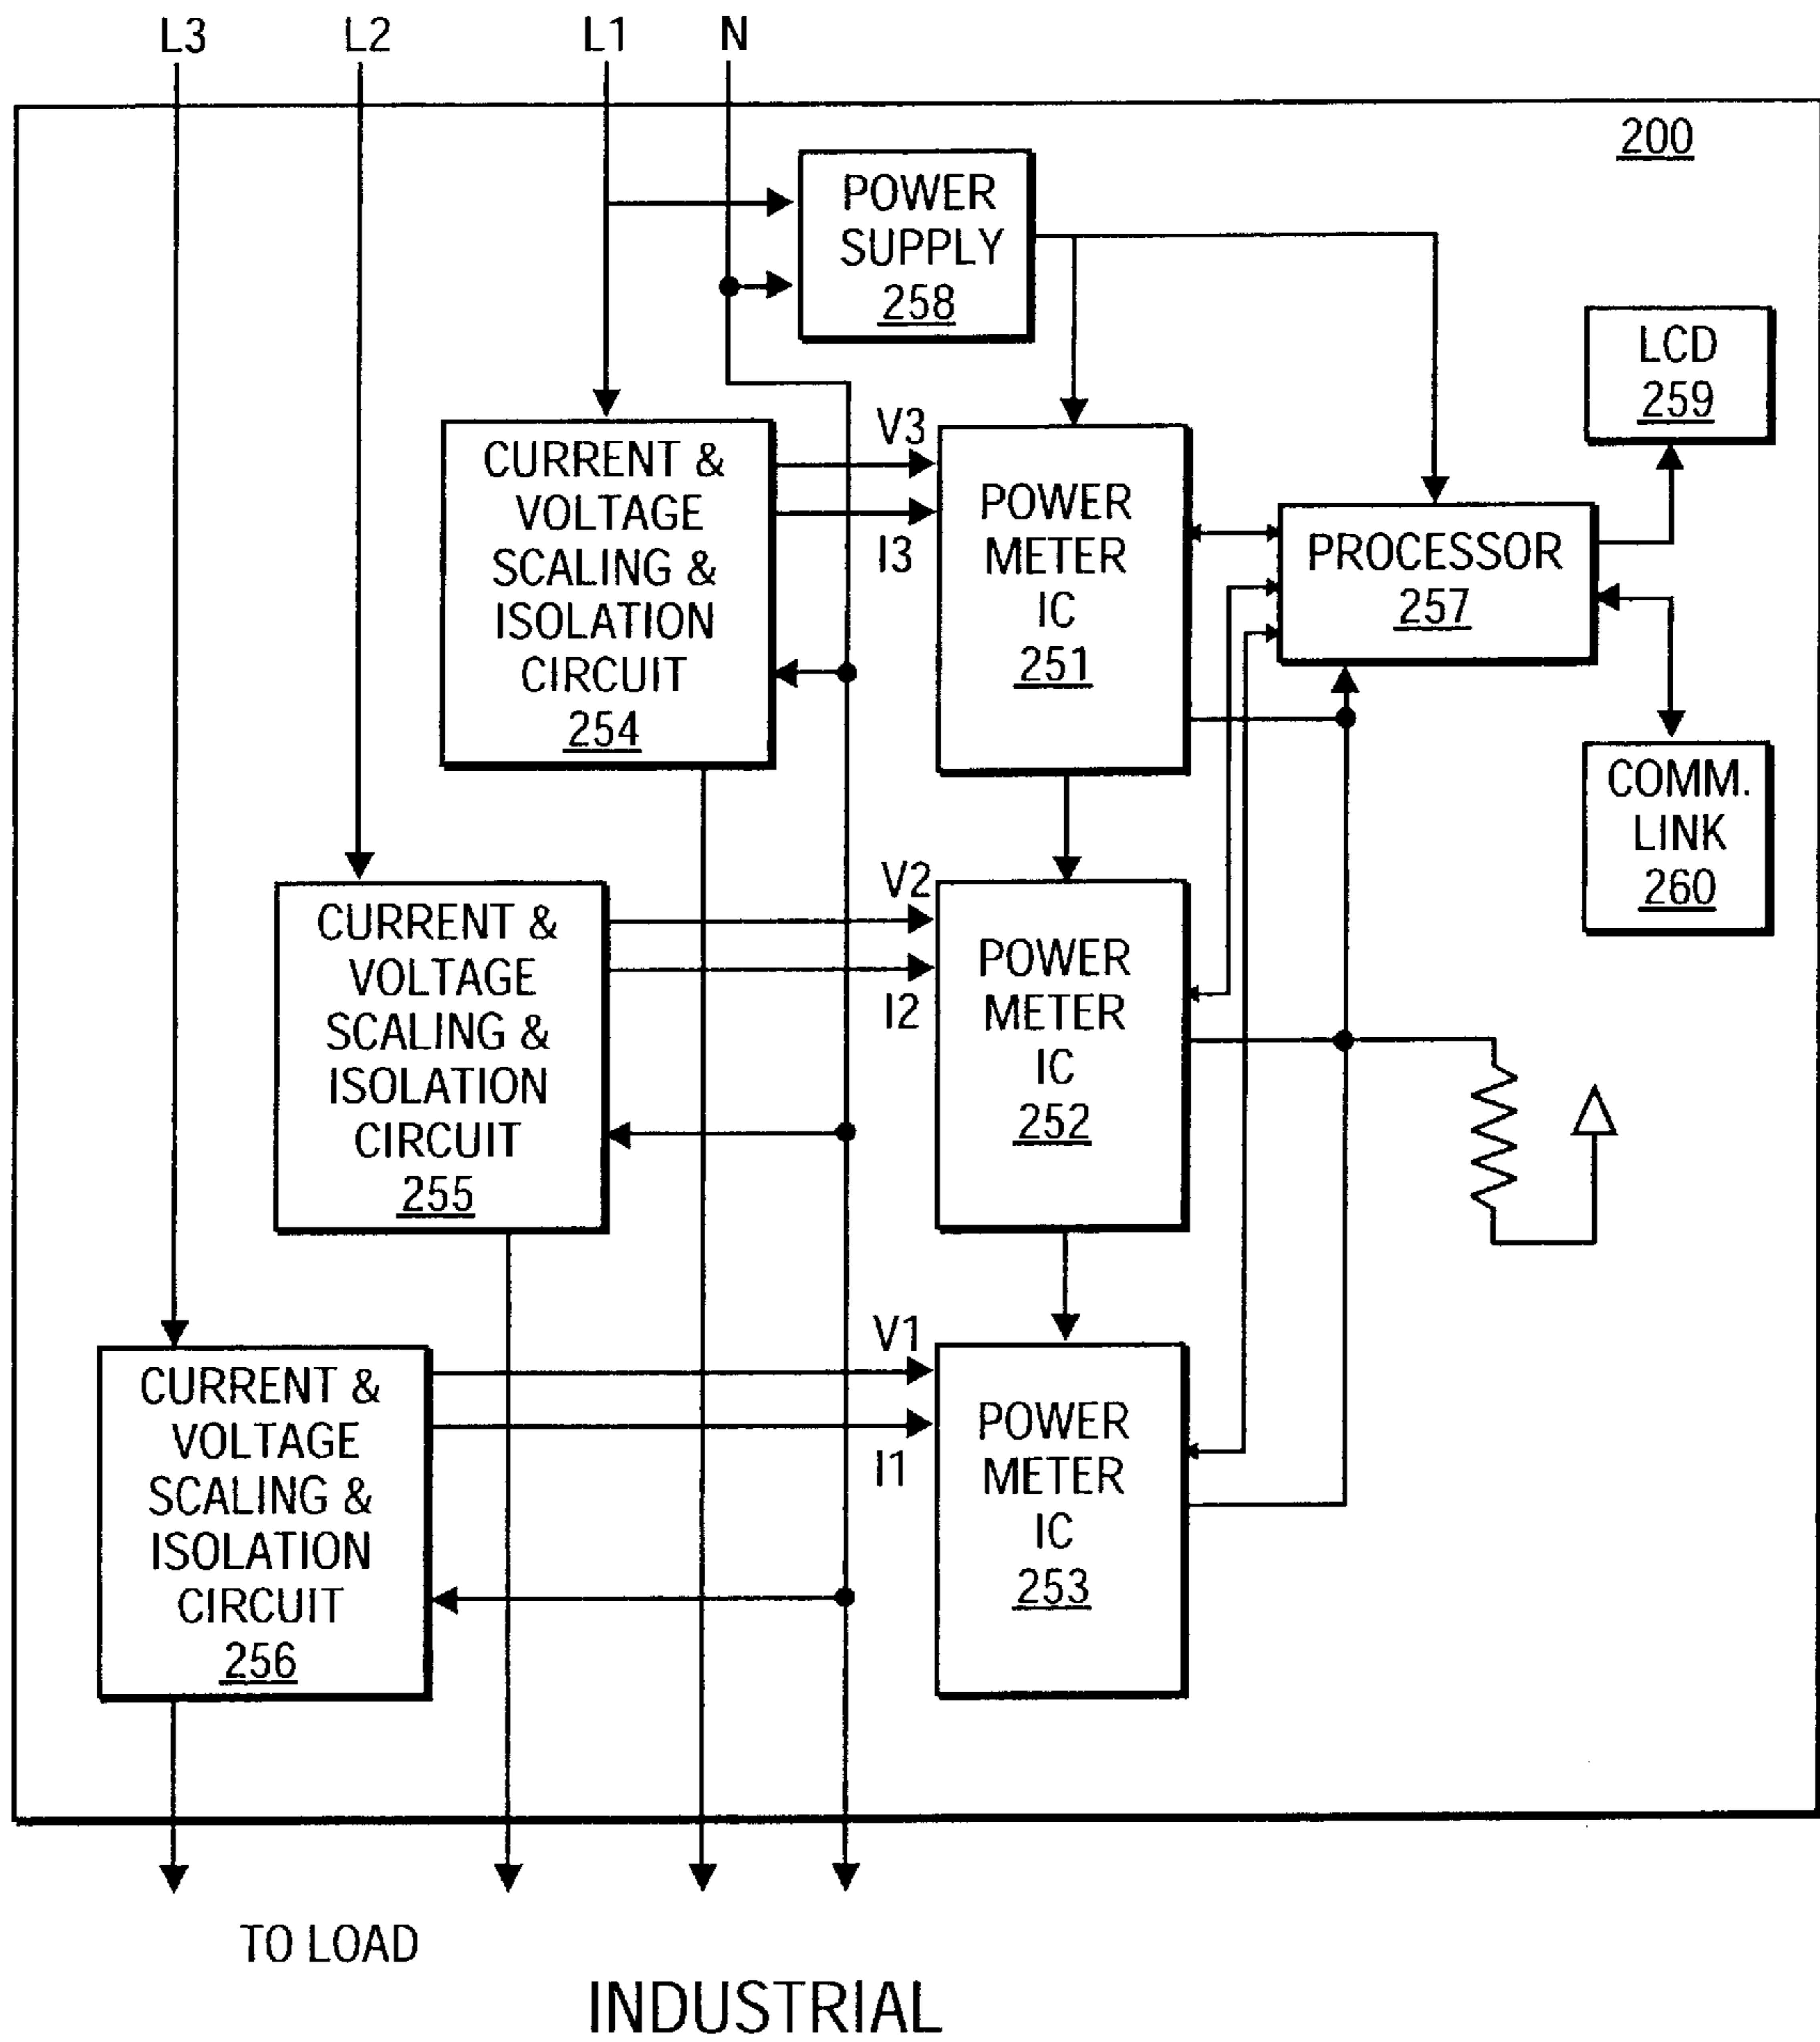 L3
L2
L1
N
200
POWER
SUPPLY
258
LCD
259
CURRENT &
VOLTAGE
SCALING &
ISOLATION
CIRCUIT
254
V3
I3
POWER
METER
IC
251
PROCESSOR
257
COMM.
LINK
260
CURRENT &
VOLTAGE
SCALING &
ISOLATION
CIRCUIT
255
V2
I2
POWER
METER
IC
252
CURRENT &
VOLTAGE
SCALING &
ISOLATION
CIRCUIT
256
V1
I1
POWER
METER
IC
253
TO LOAD
INDUSTRIAL